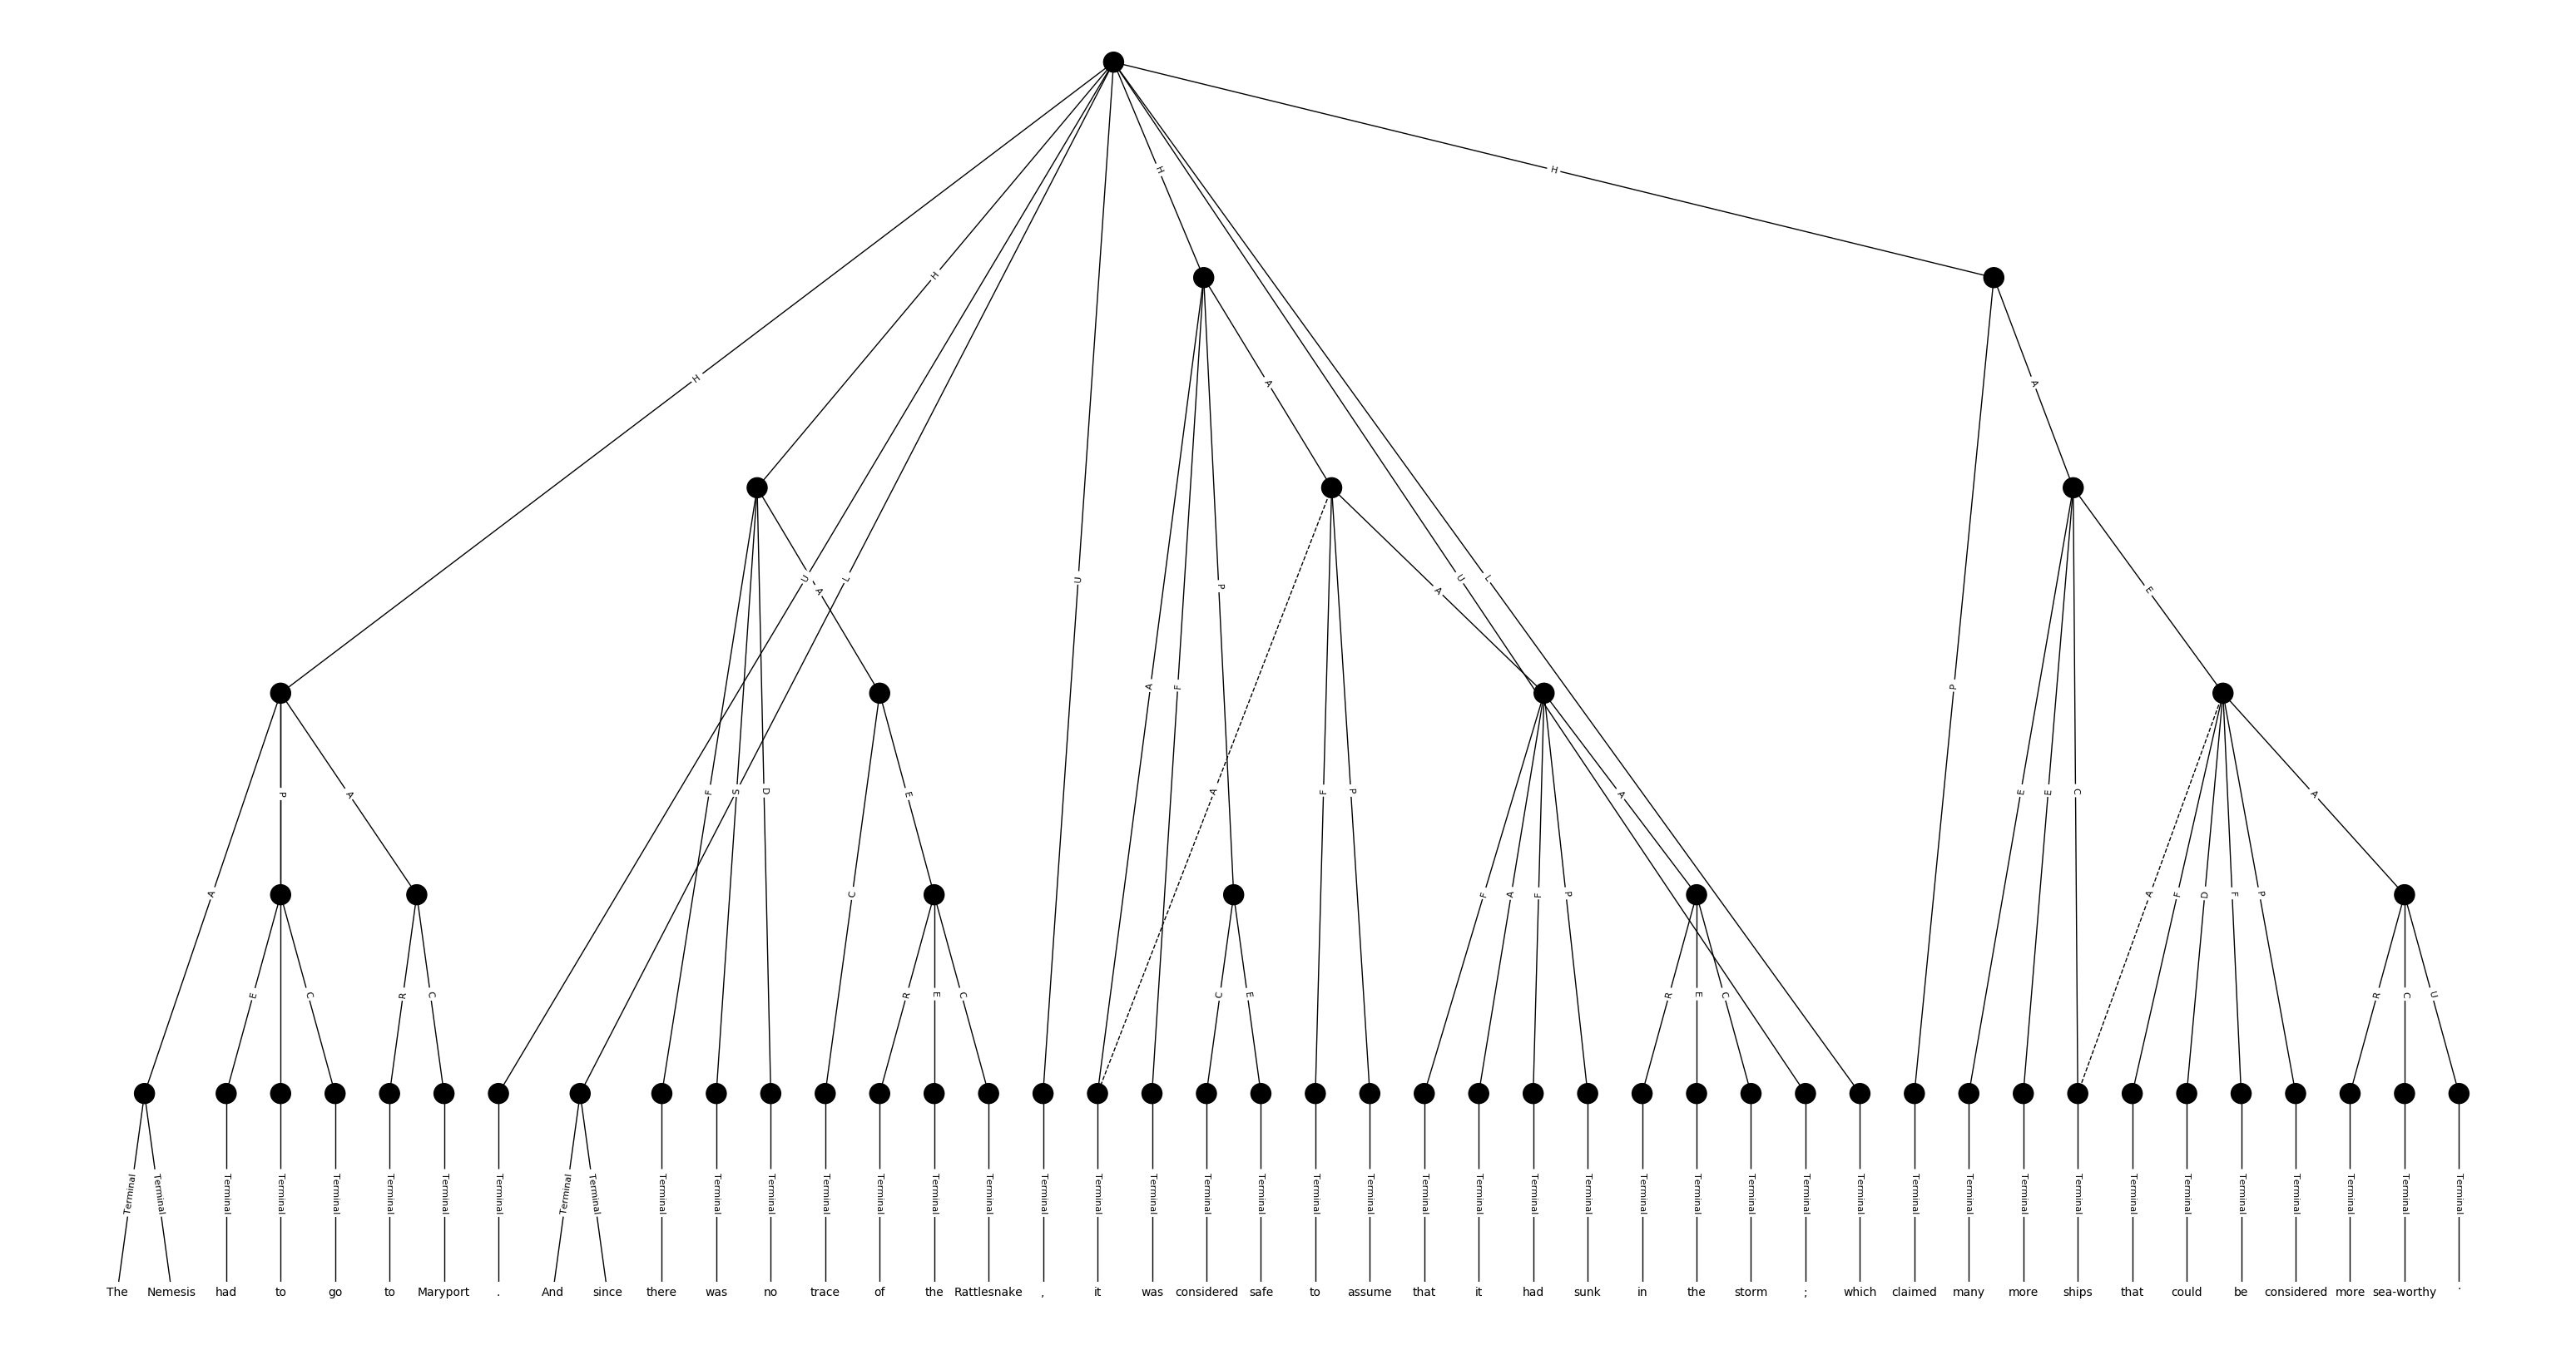 H
H
H
A
H
U
A
L
U
A
P
A
U
L
E
P
A
F
P
A
F
S
D
E
A
F
P
A
E
E
C
A
A
C
F
A
F
P
A
F
D
F
P
E
C
R
C
R
E
C
C
E
R
E
C
R
C
U
Terminal Terminal Terminal Terminal Terminal Terminal Terminal Terminal Terminal Terminal Terminal Terminal Terminal Terminal Terminal Terminal Terminal Terminal Terminal Terminal Terminal Terminal Terminal Terminal Terminal Terminal Terminal Terminal Terminal Terminal Terminal Terminal Terminal Terminal Terminal Terminal Terminal Terminal Terminal Terminal Terminal Terminal Terminal Terminal
The Nemesis had to go to Maryport . And since there was no trace of the Rattlesnake , it was considered safe to assume that it had sunk in the storm ; which claimed many more ships that could be considered more sea-worthy .